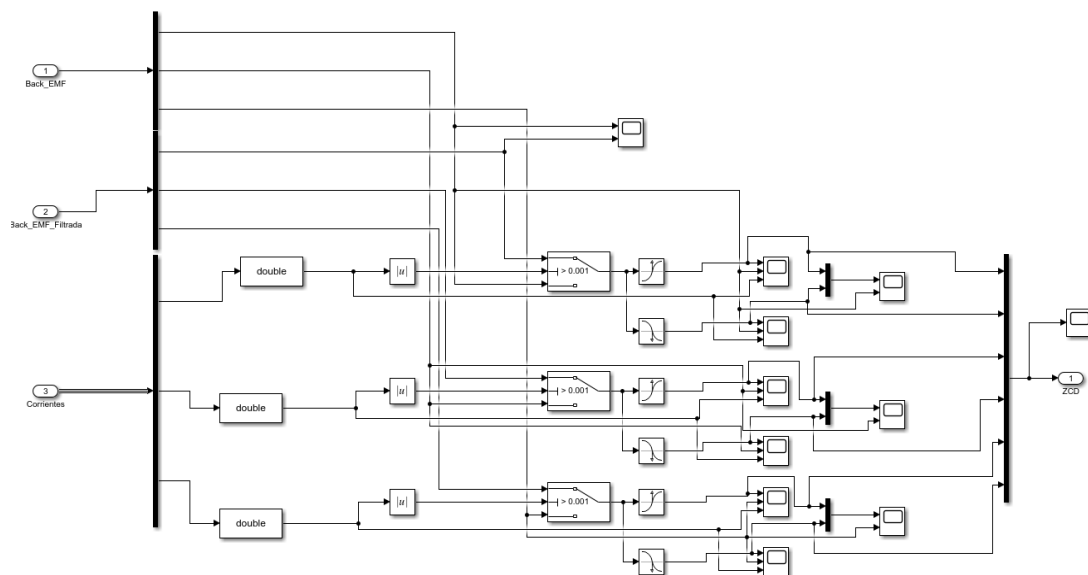 1
Back_EMF
2
Back_EMF_Filtrada
double
|u|
> 0.001
3
Corrientes
double
|u|
> 0.001
1
ZCD
double
|u|
> 0.001